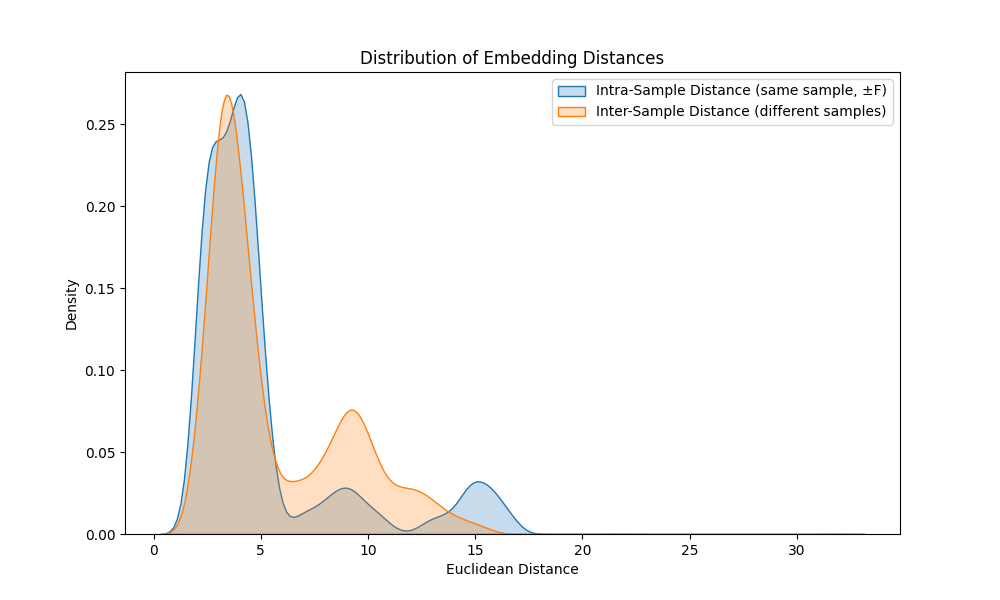 Distribution of Embedding Distances
Intra-Sample Distance (same sample, ±F)
Inter-Sample Distance (different samples)
Density
0.25
0.20
0.15
0.10
0.05
0.00
0 5 10 15 20 25 30
Euclidean Distance